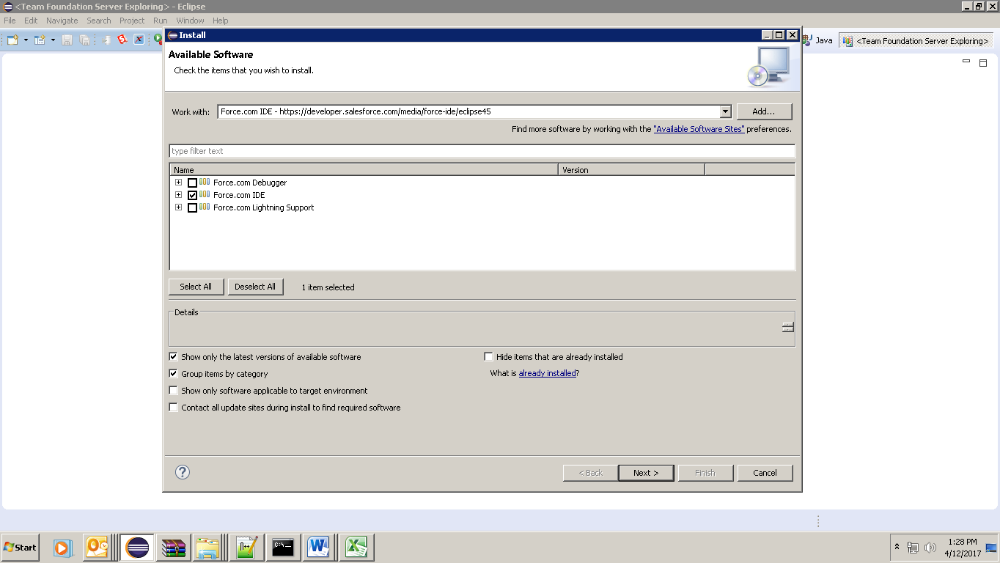 <Team Foundation Server Exploring> - Eclipse
File Edit Navigate Search Project Run Window Help
Install
Java
<Team Foundation Server Exploring>
Available Software
Check the items that you wish to install.
Work with: Force.com IDE - https://developer.salesforce.com/media/force-ide/eclipse45 Add...
Find more software by working with the "Available Software Sites" preferences.
type filter text
Name Version
Force.com Debugger
Force.com IDE
Force.com Lightning Support
Select All Deselect All 1 item selected
Details
Show only the latest versions of available software Hide items that are already installed
Group items by category What is already installed?
Show only software applicable to target environment
Contact all update sites during install to find required software
? < Back Next > Finish Cancel
Start C:\ 1:28 PM
4/12/2017